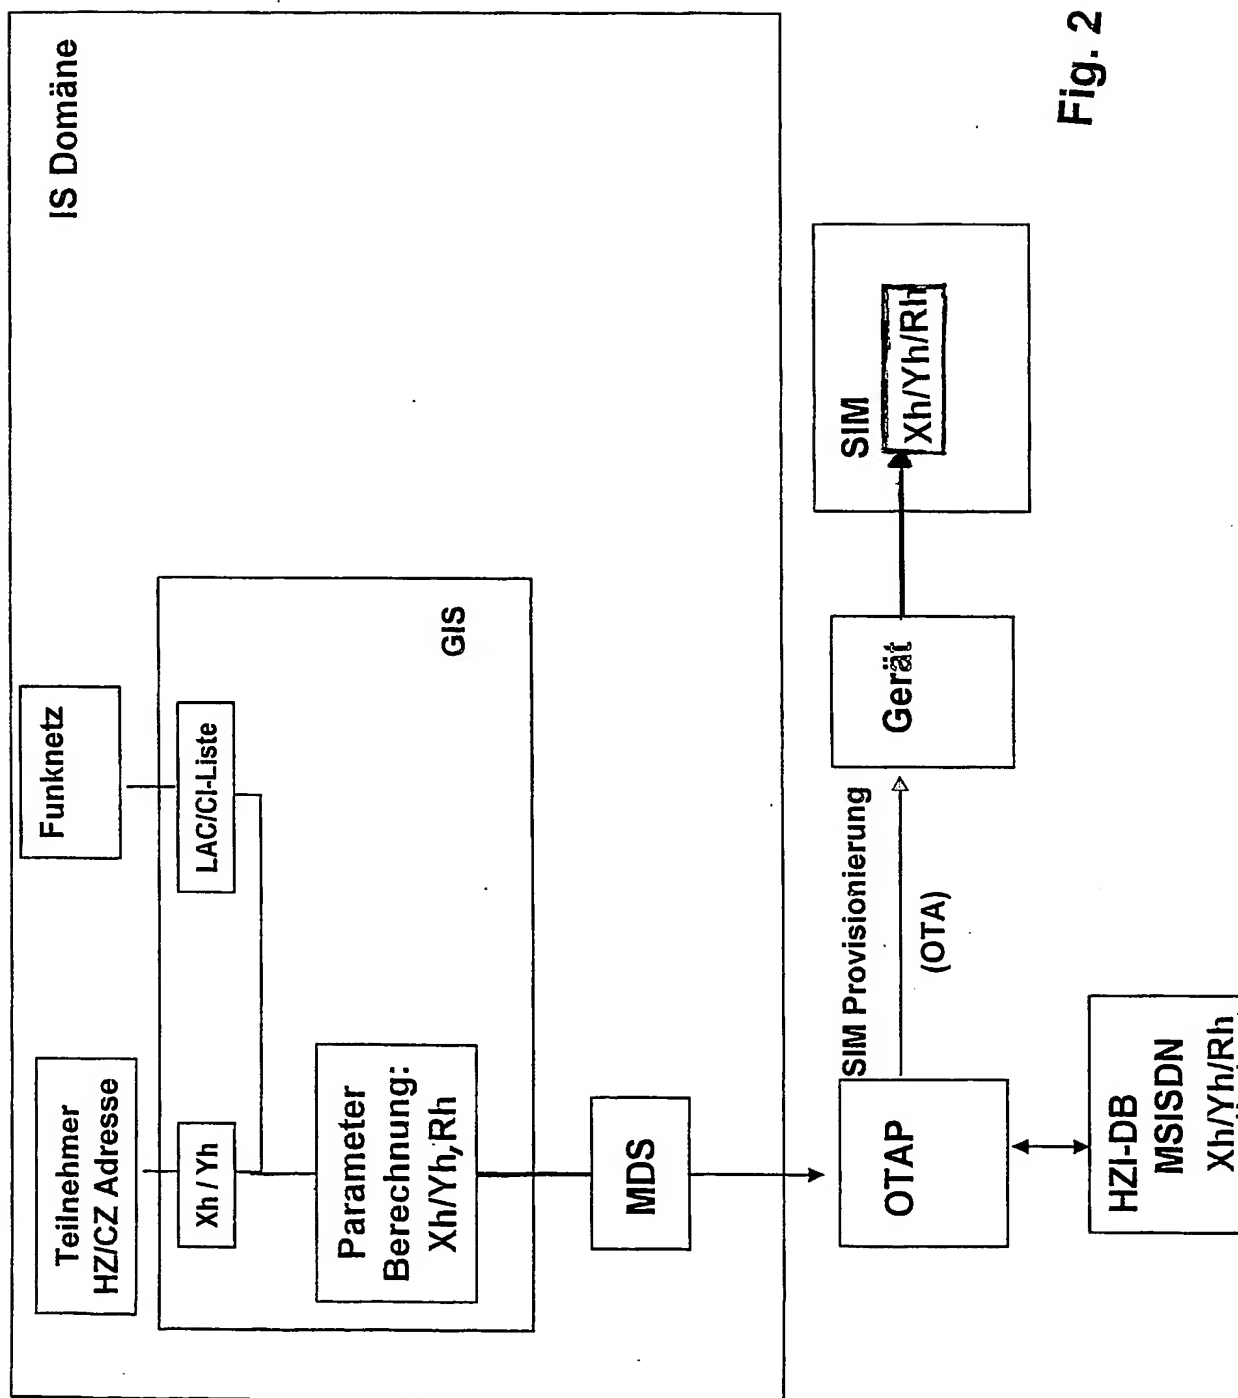 IS Domäne
Teilnehmer
HZ/CZ Adresse
Funknetz
Xh / Yh
LAC/CI-Liste
Parameter
Berechnung:
Xh/Yh,Rh
GIS
MDS
OTAP
SIM Provisionierung
(OTA)
Gerät
SIM
Xh/Yh/Rh
HZI-DB
MSISDN
Xh/Yh/Rh
Fig. 2